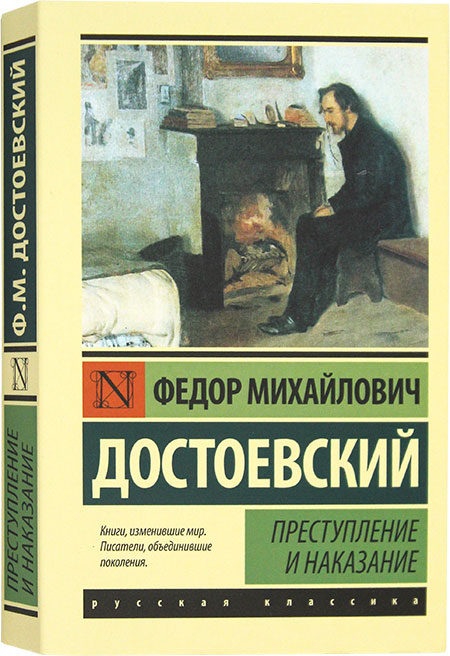 Ф.М. ДОСТОЕВСКИЙ
N
ПРЕСТУПЛЕНИЕ
И НАКАЗАНИЕ
N
ФЕДОР МИХАЙЛОВИЧ
ДОСТОЕВСКИЙ
Книги, изменившие мир.
Писатели, объединившие
поколения.
ПРЕСТУПЛЕНИЕ
И НАКАЗАНИЕ
русская классика